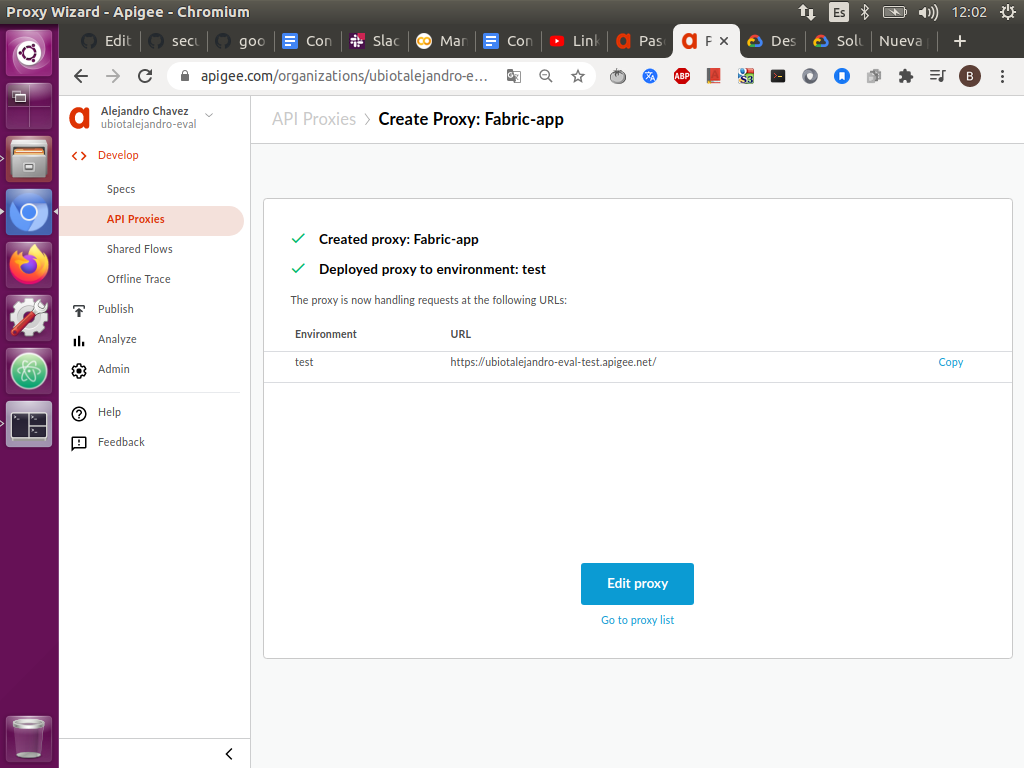 Proxy Wizard - Apigee - Chromium
Es
12:02
Edit
secu
goo
Con
Slac
Mar
Con
Link
Pas
P
Des
Solu
Nueva
apigee.com/organizations/ubiotalejandro-e...
ABP
B
Alejandro Chavez
ubiotalejandro-eval
Develop
Specs
API Proxies
Shared Flows
Offline Trace
Publish
Analyze
Admin
Help
Feedback
API Proxies > Create Proxy: Fabric-app
Created proxy: Fabric-app
Deployed proxy to environment: test
The proxy is now handling requests at the following URLs:
Environment URL
test https://ubiotalejandro-eval-test.apigee.net/ Copy
Edit proxy
Go to proxy list